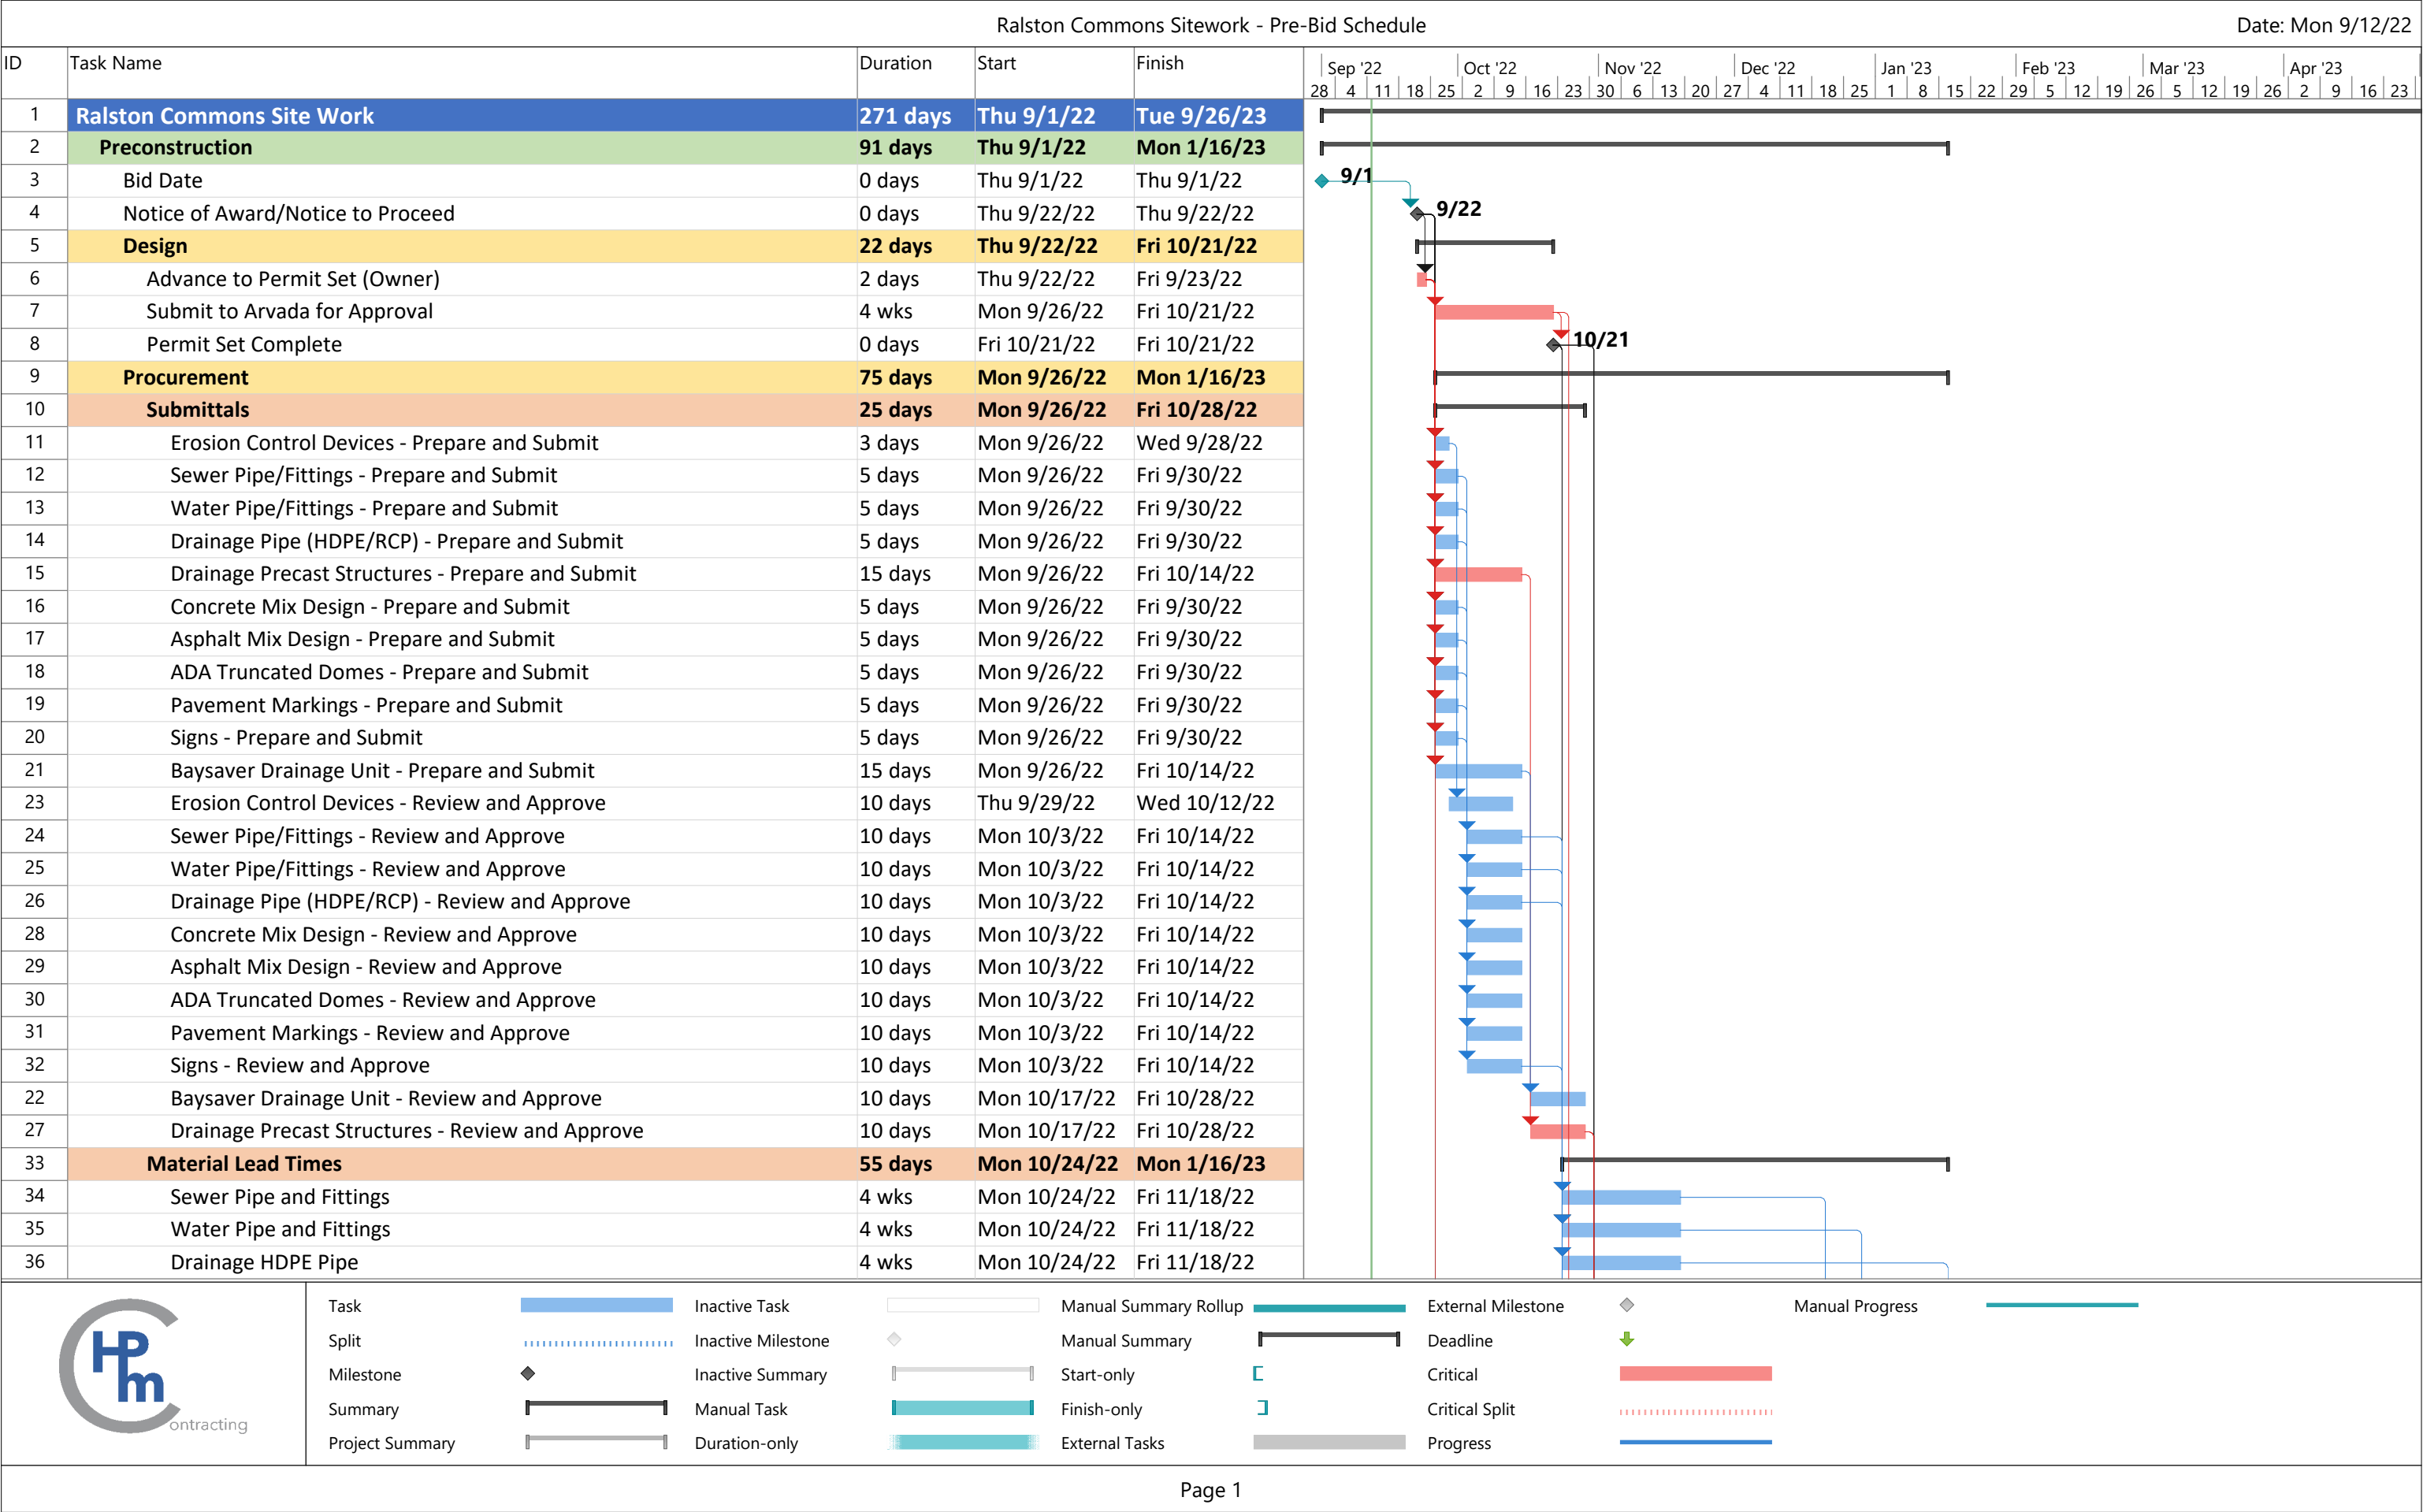 Ralston Commons Sitework - Pre-Bid Schedule Date: Mon 9/12/22
ID Task Name Duration Start Finish Sep '22 Oct '22 Nov '22 Dec '22 Jan '23 Feb '23 Mar '23 Apr '23
28 4 11 18 25 2 9 16 23 30 6 13 20 27 4 11 18 25 1 8 15 22 29 5 12 19 26 5 12 19 26 2 9 16 23
1 Ralston Commons Site Work 271 days Thu 9/1/22 Tue 9/26/23
2 Preconstruction 91 days Thu 9/1/22 Mon 1/16/23
3 Bid Date 0 days Thu 9/1/22 Thu 9/1/22 9/1
4 Notice of Award/Notice to Proceed 0 days Thu 9/22/22 Thu 9/22/22 9/22
5 Design 22 days Thu 9/22/22 Fri 10/21/22
6 Advance to Permit Set (Owner) 2 days Thu 9/22/22 Fri 9/23/22
7 Submit to Arvada for Approval 4 wks Mon 9/26/22 Fri 10/21/22
8 Permit Set Complete 0 days Fri 10/21/22 Fri 10/21/22 10/21
9 Procurement 75 days Mon 9/26/22 Mon 1/16/23
10 Submittals 25 days Mon 9/26/22 Fri 10/28/22
11 Erosion Control Devices - Prepare and Submit 3 days Mon 9/26/22 Wed 9/28/22
12 Sewer Pipe/Fittings - Prepare and Submit 5 days Mon 9/26/22 Fri 9/30/22
13 Water Pipe/Fittings - Prepare and Submit 5 days Mon 9/26/22 Fri 9/30/22
14 Drainage Pipe (HDPE/RCP) - Prepare and Submit 5 days Mon 9/26/22 Fri 9/30/22
15 Drainage Precast Structures - Prepare and Submit 15 days Mon 9/26/22 Fri 10/14/22
16 Concrete Mix Design - Prepare and Submit 5 days Mon 9/26/22 Fri 9/30/22
17 Asphalt Mix Design - Prepare and Submit 5 days Mon 9/26/22 Fri 9/30/22
18 ADA Truncated Domes - Prepare and Submit 5 days Mon 9/26/22 Fri 9/30/22
19 Pavement Markings - Prepare and Submit 5 days Mon 9/26/22 Fri 9/30/22
20 Signs - Prepare and Submit 5 days Mon 9/26/22 Fri 9/30/22
21 Baysaver Drainage Unit - Prepare and Submit 15 days Mon 9/26/22 Fri 10/14/22
23 Erosion Control Devices - Review and Approve 10 days Thu 9/29/22 Wed 10/12/22
24 Sewer Pipe/Fittings - Review and Approve 10 days Mon 10/3/22 Fri 10/14/22
25 Water Pipe/Fittings - Review and Approve 10 days Mon 10/3/22 Fri 10/14/22
26 Drainage Pipe (HDPE/RCP) - Review and Approve 10 days Mon 10/3/22 Fri 10/14/22
28 Concrete Mix Design - Review and Approve 10 days Mon 10/3/22 Fri 10/14/22
29 Asphalt Mix Design - Review and Approve 10 days Mon 10/3/22 Fri 10/14/22
30 ADA Truncated Domes - Review and Approve 10 days Mon 10/3/22 Fri 10/14/22
31 Pavement Markings - Review and Approve 10 days Mon 10/3/22 Fri 10/14/22
32 Signs - Review and Approve 10 days Mon 10/3/22 Fri 10/14/22
22 Baysaver Drainage Unit - Review and Approve 10 days Mon 10/17/22 Fri 10/28/22
27 Drainage Precast Structures - Review and Approve 10 days Mon 10/17/22 Fri 10/28/22
33 Material Lead Times 55 days Mon 10/24/22 Mon 1/16/23
34 Sewer Pipe and Fittings 4 wks Mon 10/24/22 Fri 11/18/22
35 Water Pipe and Fittings 4 wks Mon 10/24/22 Fri 11/18/22
36 Drainage HDPE Pipe 4 wks Mon 10/24/22 Fri 11/18/22
HPm
ontracting
Task Inactive Task Manual Summary Rollup External Milestone Manual Progress
Split Inactive Milestone Manual Summary Deadline
Milestone Inactive Summary Start-only Critical
Summary Manual Task Finish-only Critical Split
Project Summary Duration-only External Tasks Progress
Page 1